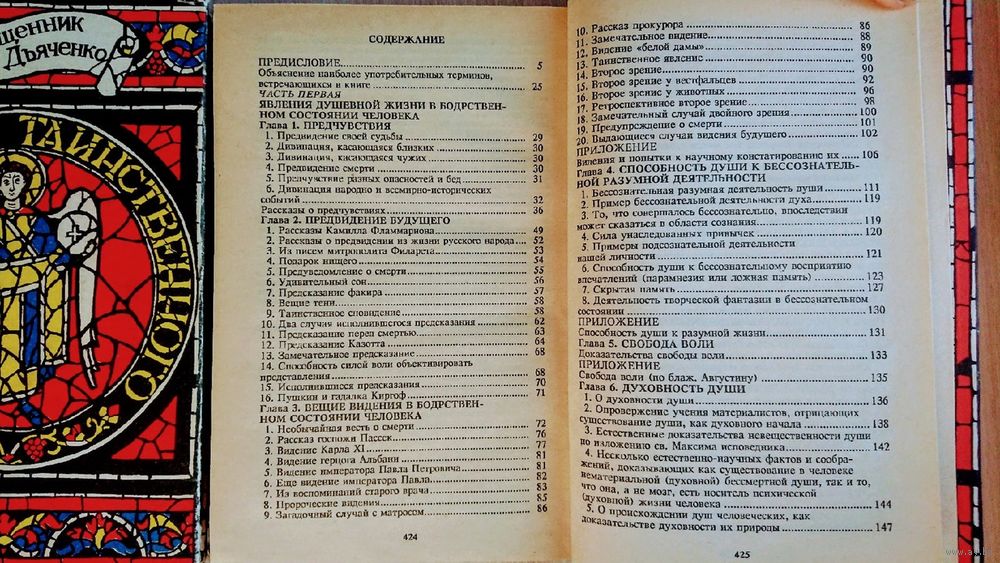 щенник
Дьяченко
ТАИНСТВЕННОГО
СОДЕРЖАНИЕ
ПРЕДИСЛОВИЕ 5
Объяснение наиболее употребительных терминов,
встречающихся в книге 25
ЧАСТЬ ПЕРВАЯ
ЯВЛЕНИЯ ДУШЕВНОЙ ЖИЗНИ В БОДРСТВЕН-
НОМ СОСТОЯНИИ ЧЕЛОВЕКА
Глава 1. ПРЕДЧУВСТВИЯ
1. Предвидение своей судьбы 29
2. Дивинация, касающаяся близких 30
3. Дивинация, касающаяся чужих 30
4. Предвидение смерти 30
5. Предчувствие разных опасностей и бед 31
6. Дивинация народно и всемирно-исторических
событий 32
Рассказы о предчувствиях 36
Глава 2. ПРЕДВИДЕНИЕ БУДУЩЕГО
1. Рассказы Камилла Фламмариона 49
2. Рассказы о предвидении из жизни русского народа 52
3. Из писем митрополита Филарета 53
4. Подарок нищего 54
5. Предуведомление о смерти 55
6. Удивительный сон 56
7. Предсказание факира 57
8. Вещие тени 58
9. Таинственное сновидение 58
10. Два случая исполнившегося предсказания 62
11. Предсказание перед смертью 63
12. Предсказание Казотта 64
13. Замечательное предсказание 68
14. Способность силой воли объективировать
представления 68
15. Исполнившиеся предсказания 70
16. Пушкин и гадалка Киргоф 71
Глава 3. ВЕЩИЕ ВИДЕНИЯ В БОДРСТВЕН-
НОМ СОСТОЯНИИ ЧЕЛОВЕКА
1. Необычайная весть о смерти 72
2. Рассказ госпожи Пассек 76
3. Видение Карла XI 77
4. Видение герцога Альбани 81
5. Видение императора Павла Петровича 81
6. Еще видение императора Павла 82
7. Из воспоминаний старого врача 83
8. Пророческие видения 85
9. Загадочный случай с матросом 86
424
10. Рассказ прокурора 86
11. Замечательное видение 88
12. Видение «белой дамы» 89
13. Таинственное явление 90
14. Второе зрение 90
15. Второе зрение у вестфальцев 92
16. Второе зрение у животных 96
17. Ретроспективное второе зрение 98
18. Замечательный случай двойного зрения 100
19. Предупреждение о смерти 101
20. Выдающиеся случаи видения будущего 102
ПРИЛОЖЕНИЕ
Видения и попытки к научному констатированию их 106
Глава 4. СПОСОБНОСТЬ ДУШИ К БЕССОЗНАТЕЛЬ-
НОЙ РАЗУМНОЙ ДЕЯТЕЛЬНОСТИ
1. Бессознательная разумная деятельность души 111
2. Пример бессознательной деятельности духа 119
3. То, что совершалось бессознательно, впоследствии
может сказаться в области сознания 119
4. Сила унаследованных привычек 120
5. Примеры подсознательной деятельности
нашей личности 121
6. Способность души к бессознательному восприятию
впечатлений (парамнезия или ложная память) 123
7. Скрытая память 127
8. Деятельность творческой фантазии в бессознательном
состоянии 130
ПРИЛОЖЕНИЕ
Способность души к разумной жизни 131
Глава 5. СВОБОДА ВОЛИ
Доказательства свободы воли 133
ПРИЛОЖЕНИЕ
Свобода воли (по блаж. Августину) 135
Глава 6. ДУХОВНОСТЬ ДУШИ
1. О духовности души 136
2. Опровержение учения материалистов, отрицающих
существование души, как духовного начала 138
3. Естественные доказательства невещественности души
по изложению св. Максима исповедника 142
4. Несколько естественно-научных фактов и сообра-
жений, доказывающих как существование в человеке
нематериальной (духовной) бессмертной души, так и то,
что она, а не мозг, есть носитель психической
(духовной) жизни человека 144
5. О происхождении душ человеческих, как
доказательстве духовности их природы 147
425